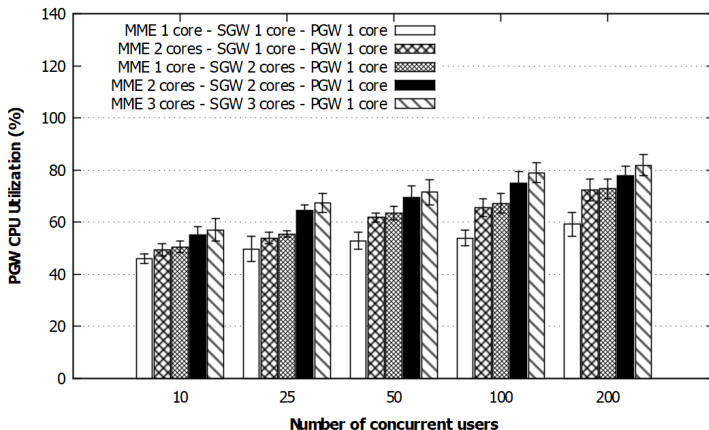 140
120
100
80
60
40
20
0
PGW CPU Utilization (%)
MME 1 core - SGW 1 core - PGW 1 core
MME 2 cores - SGW 1 core - PGW 1 core
MME 1 core - SGW 2 cores - PGW 1 core
MME 2 cores - SGW 2 cores - PGW 1 core
MME 3 cores - SGW 3 cores - PGW 1 core
10 25 50 100 200
Number of concurrent users